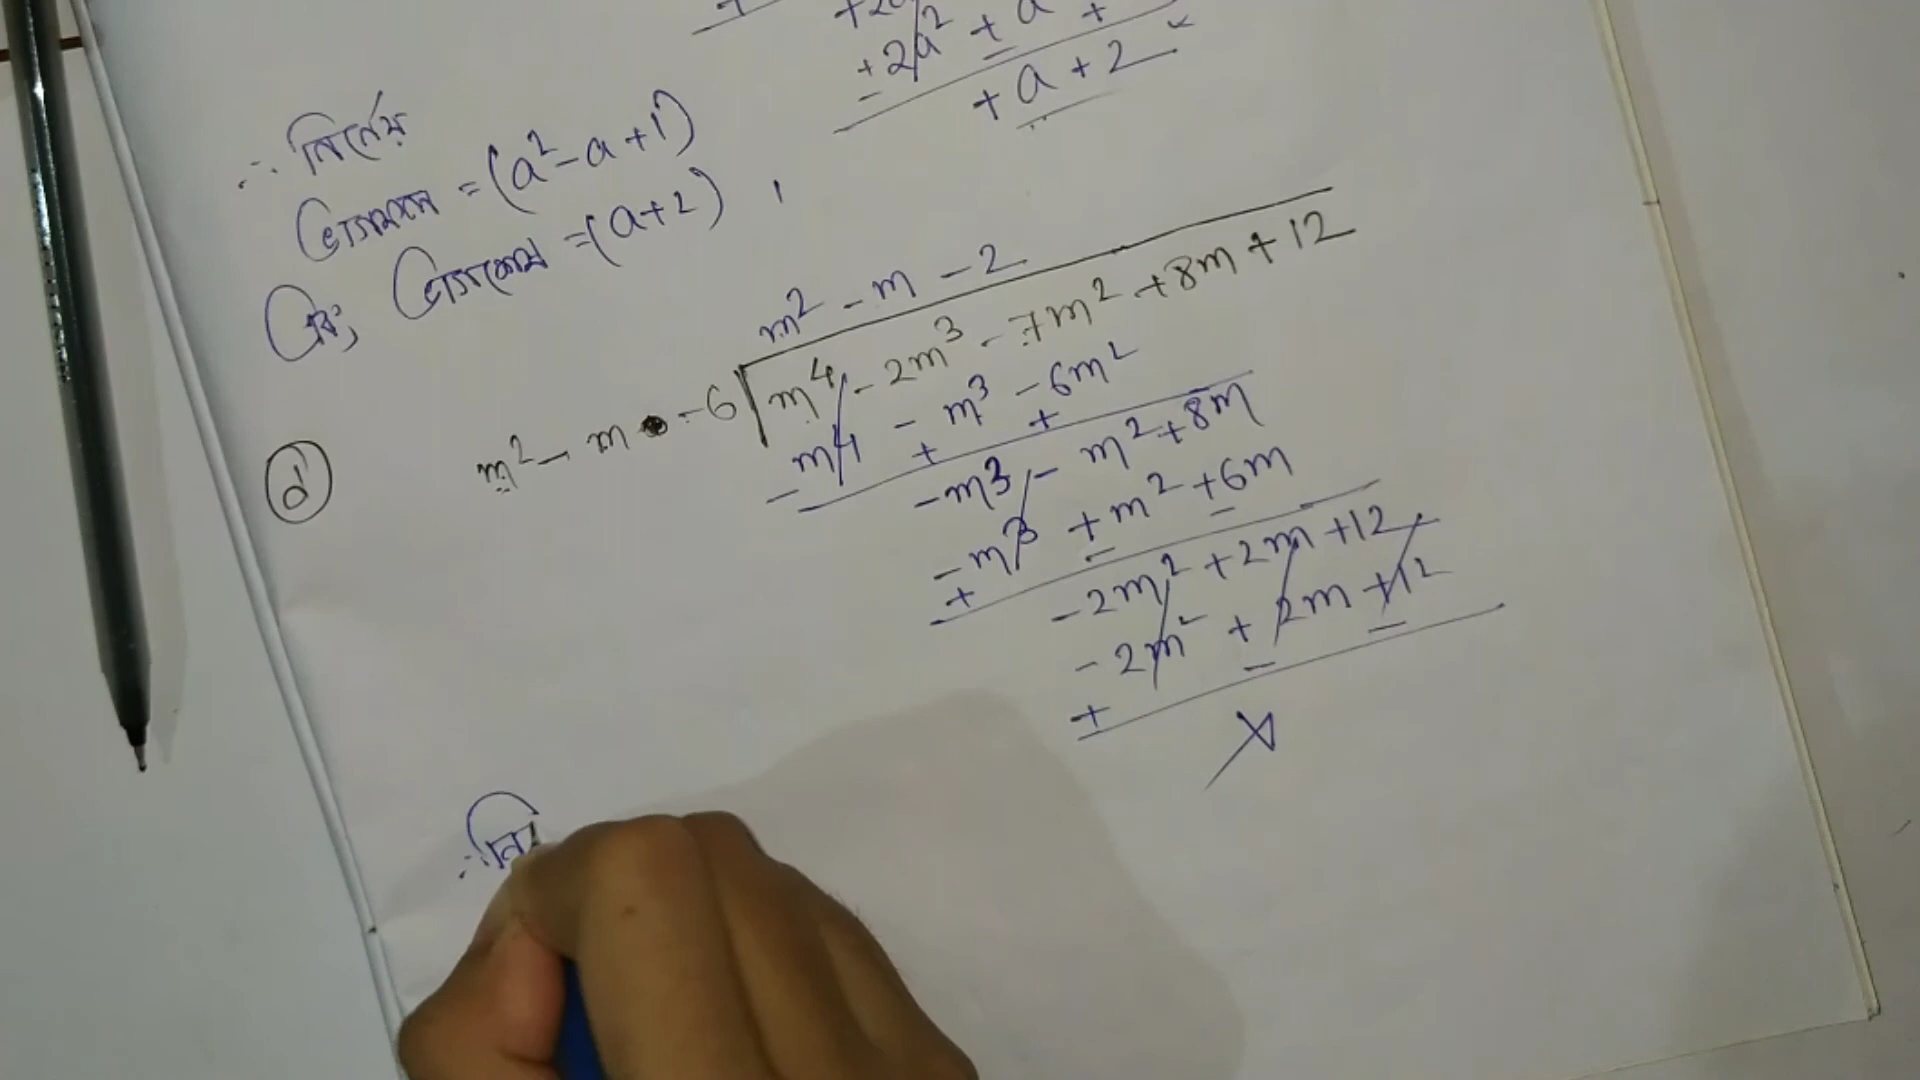 +2a² + a +
+ a + 2
∴ নির্ণেয়
ভাগফল = (a² - a + 1)
এবং, ভাগশেষ = (a + 2) ,
m² - m - 2
(d) m² - m - 6 m⁴ - 2m³ - 7m² + 8m + 12
m⁴ - m³ - 6m²
- + +
- m³ - m² + 8m
- m³ + m² + 6m
+ - -
- 2m² + 2m + 12
- 2m² + 2m + 12
+ - -
×
∴ নি